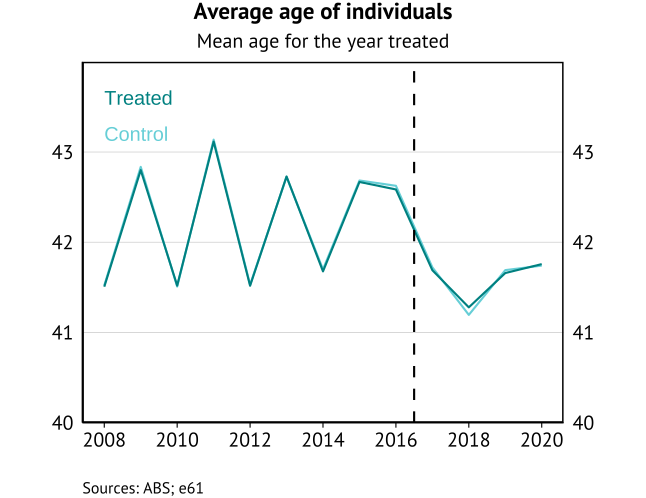 Average age of individuals
Mean age for the year treated
Treated
Control
43 43
42 42
41 41
40 40
2008 2010 2012 2014 2016 2018 2020
Sources: ABS; e61